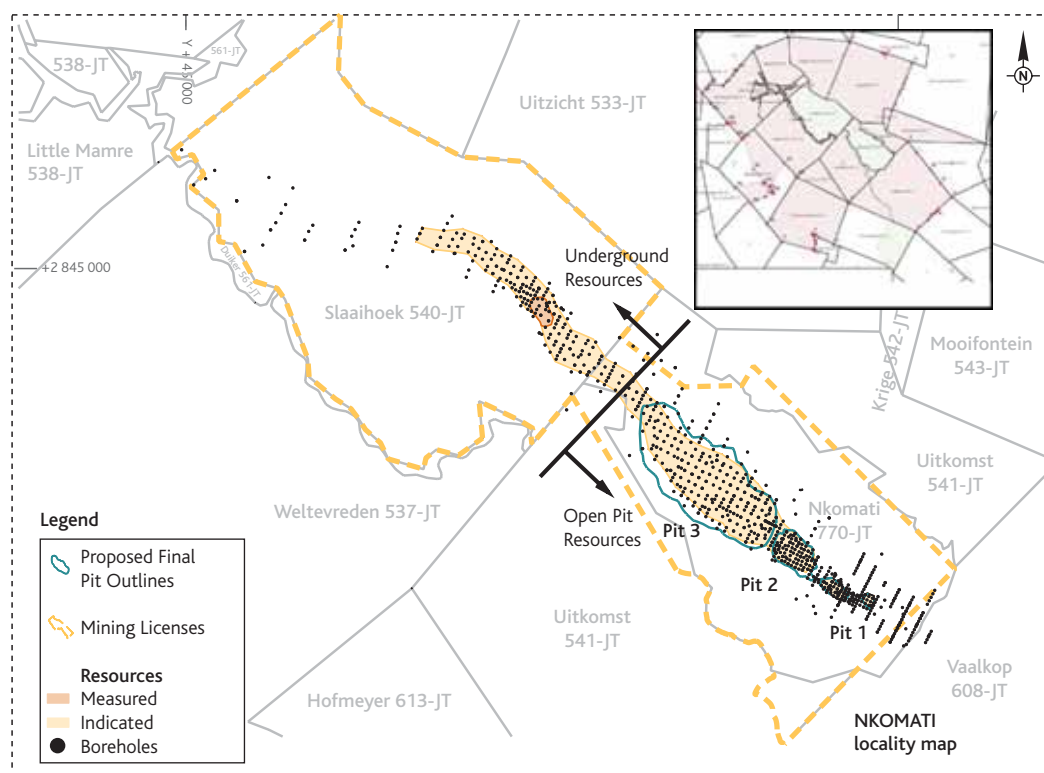 538-JT
561-JT
Y + 45 000
Uitzicht 533-JT
N
Little Mamre
538-JT
+2 845 000
Duiker 561-JT
Underground
Resources
Slaaihoek 540-JT
Krige 542-JT
Mooifontein
543-JT
Uitkomst
541-JT
Nkomati
770-JT
Weltevreden 537-JT
Open Pit
Resources
Pit 3
Pit 2
Pit 1
Uitkomst
541-JT
Vaalkop
608-JT
Hofmeyer 613-JT
NKOMATI
locality map
Legend
Proposed Final
Pit Outlines
Mining Licenses
Resources
Measured
Indicated
Boreholes